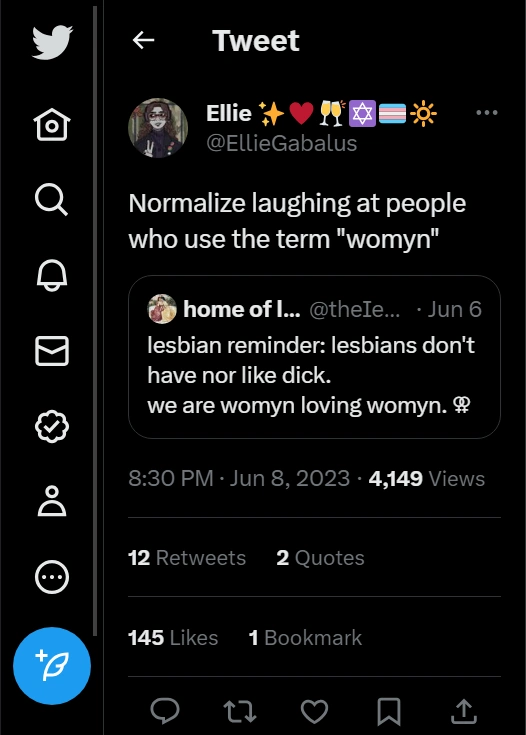 Tweet
Ellie ✨❤️🥂🔯🏳️‍⚧️🔆
@EllieGabalus
Normalize laughing at people
who use the term "womyn"
home of l... @theIe... · Jun 6
lesbian reminder: lesbians don't
have nor like dick.
we are womyn loving womyn. ⚢
8:30 PM · Jun 8, 2023 · 4,149 Views
12 Retweets 2 Quotes
145 Likes 1 Bookmark